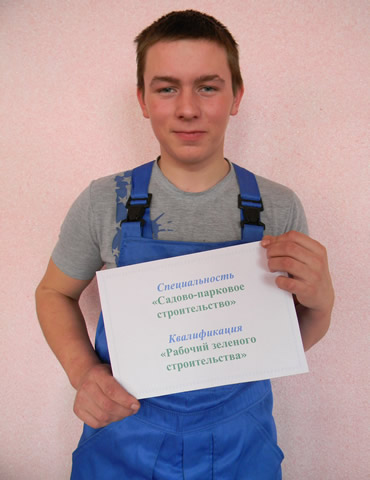 Специальность
«Садово-парковое
строительство»
Квалификация
«Рабочий зеленого
строительства»